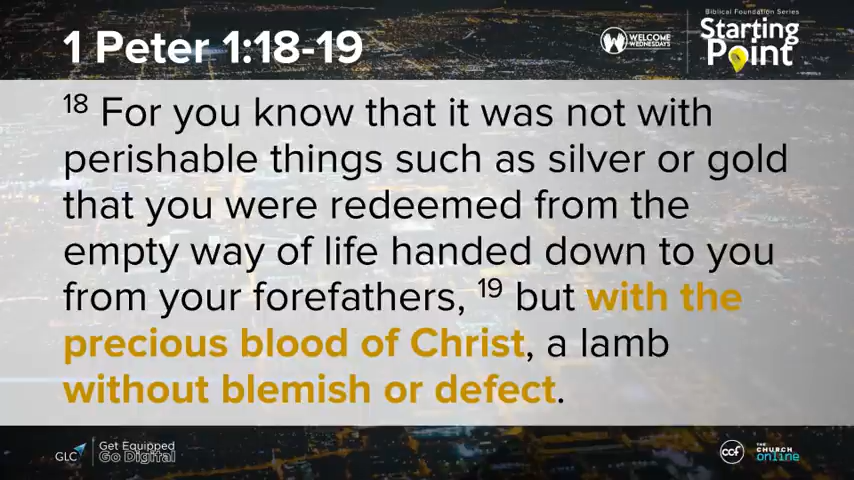 Biblical Foundation Series
1 Peter 1:18-19
WELCOME
WEDNESDAYS
Starting
Point
18 For you know that it was not with
perishable things such as silver or gold
that you were redeemed from the
empty way of life handed down to you
from your forefathers, 19 but with the
precious blood of Christ, a lamb
without blemish or defect.
GLC
Get Equipped
Go Digital
ccf
THE
CHURCH
online